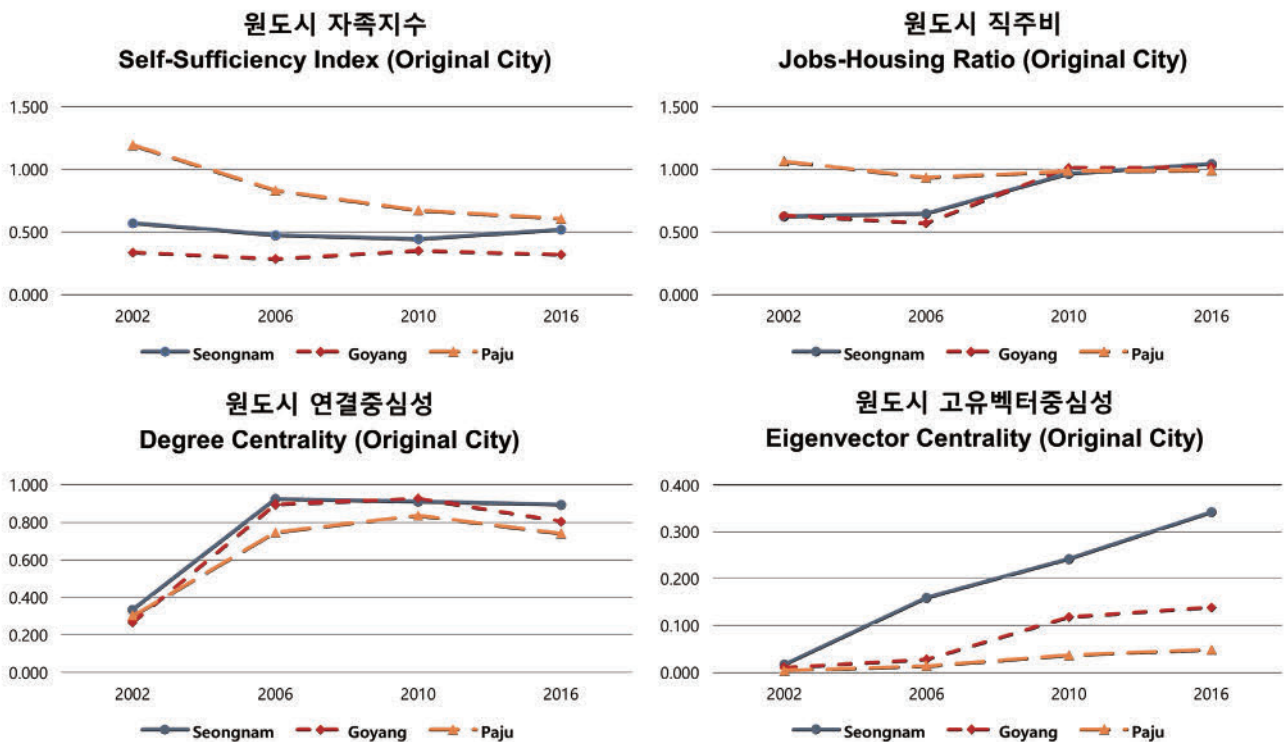 원도시 자족지수
Self-Sufficiency Index (Original City)
1.500
1.000
0.500
0.000
2002 2006 2010 2016
Seongnam Goyang Paju
원도시 직주비
Jobs-Housing Ratio (Original City)
1.500
1.000
0.500
0.000
2002 2006 2010 2016
Seongnam Goyang Paju
원도시 연결중심성
Degree Centrality (Original City)
1.000
0.800
0.600
0.400
0.200
0.000
2002 2006 2010 2016
Seongnam Goyang Paju
원도시 고유벡터중심성
Eigenvector Centrality (Original City)
0.400
0.300
0.200
0.100
0.000
2002 2006 2010 2016
Seongnam Goyang Paju